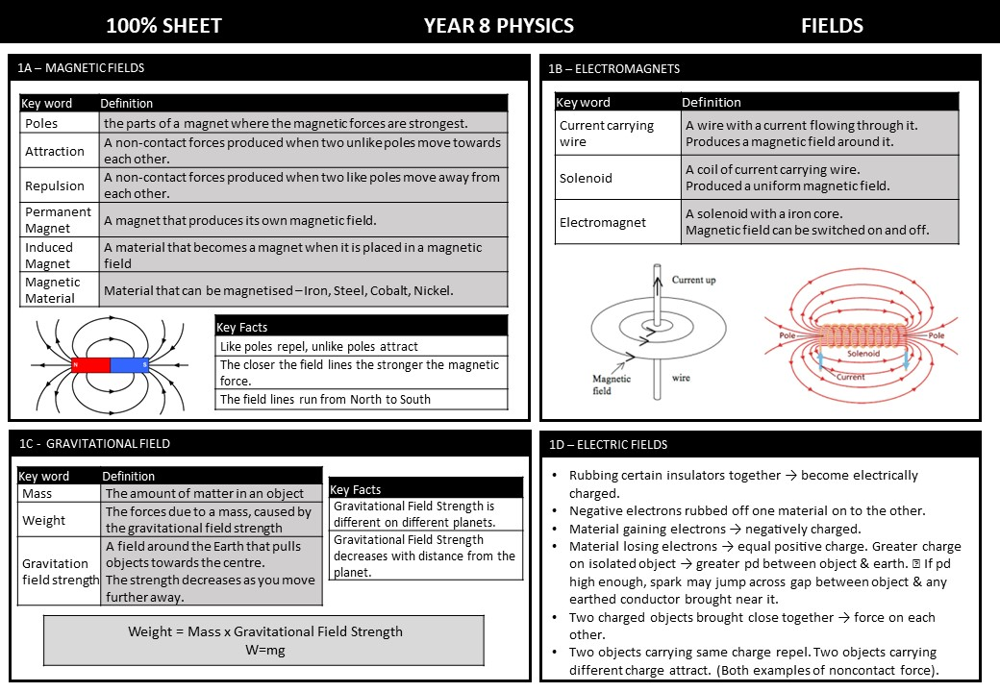 100% SHEET
YEAR 8 PHYSICS
FIELDS
1A – MAGNETIC FIELDS
Key word
Definition
Poles
the parts of a magnet where the magnetic forces are strongest.
Attraction
A non-contact forces produced when two unlike poles move towards
each other.
Repulsion
A non-contact forces produced when two like poles move away from
each other.
Permanent
Magnet
A magnet that produces its own magnetic field.
Induced
Magnet
A material that becomes a magnet when it is placed in a magnetic
field
Magnetic
Material
Material that can be magnetised – Iron, Steel, Cobalt, Nickel.
N
S
Key Facts
Like poles repel, unlike poles attract
The closer the field lines the stronger the magnetic
force.
The field lines run from North to South
1B – ELECTROMAGNETS
Key word
Definition
Current carrying
wire
A wire with a current flowing through it.
Produces a magnetic field around it.
Solenoid
A coil of current carrying wire.
Produced a uniform magnetic field.
Electromagnet
A solenoid with a iron core.
Magnetic field can be switched on and off.
Current up
Magnetic
field
wire
Pole
Pole
Solenoid
Current
1C - GRAVITATIONAL FIELD
Key word
Definition
Mass
The amount of matter in an object
Weight
The forces due to a mass, caused by
the gravitational field strength
Gravitation
field strength
A field around the Earth that pulls
objects towards the centre.
The strength decreases as you move
further away.
Key Facts
Gravitational Field Strength is
different on different planets.
Gravitational Field Strength
decreases with distance from the
planet.
Weight = Mass x Gravitational Field Strength
W=mg
1D – ELECTRIC FIELDS
• Rubbing certain insulators together → become electrically
charged.
• Negative electrons rubbed off one material on to the other.
• Material gaining electrons → negatively charged.
• Material losing electrons → equal positive charge. Greater charge
on isolated object → greater pd between object & earth. If pd
high enough, spark may jump across gap between object & any
earthed conductor brought near it.
• Two charged objects brought close together → force on each
other.
• Two objects carrying same charge repel. Two objects carrying
different charge attract. (Both examples of noncontact force).